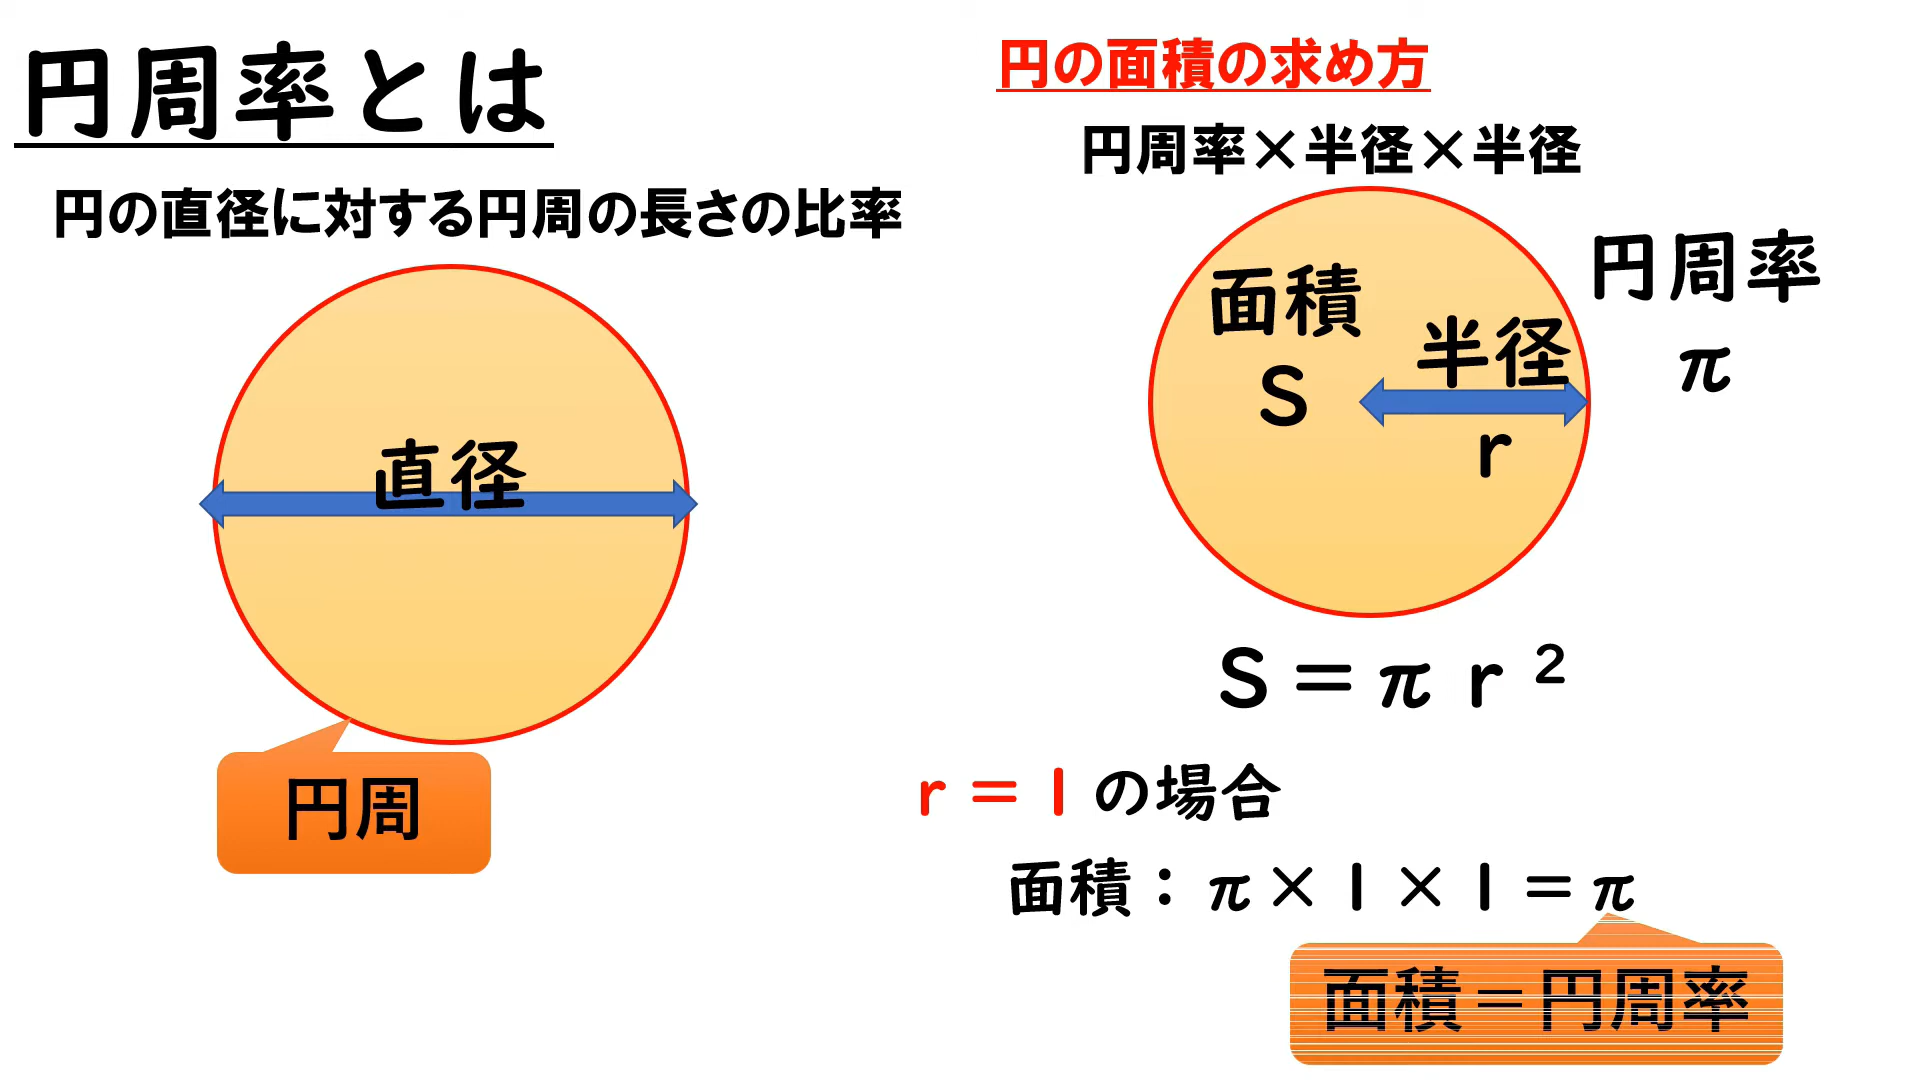 円周率とは
円の直径に対する円周の長さの比率
直径
円周
円の面積の求め方
円周率×半径×半径
面積
S
半径
r
円周率
π
S＝πr²
r＝1の場合
面積：π×1×1＝π
面積＝円周率